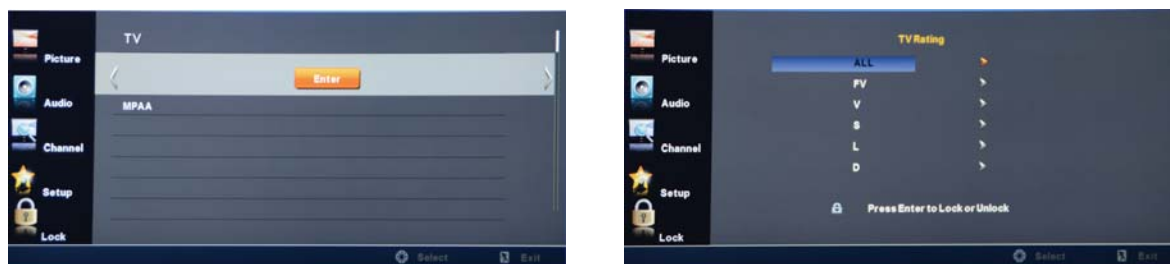 TV
Picture
Enter
Audio
MPAA
Channel
Setup
Lock
Select Exit
TV Rating
Picture
ALL
FV
Audio
V
S
Channel
L
D
Setup
Press Enter to Lock or Unlock
Lock
Select Exit